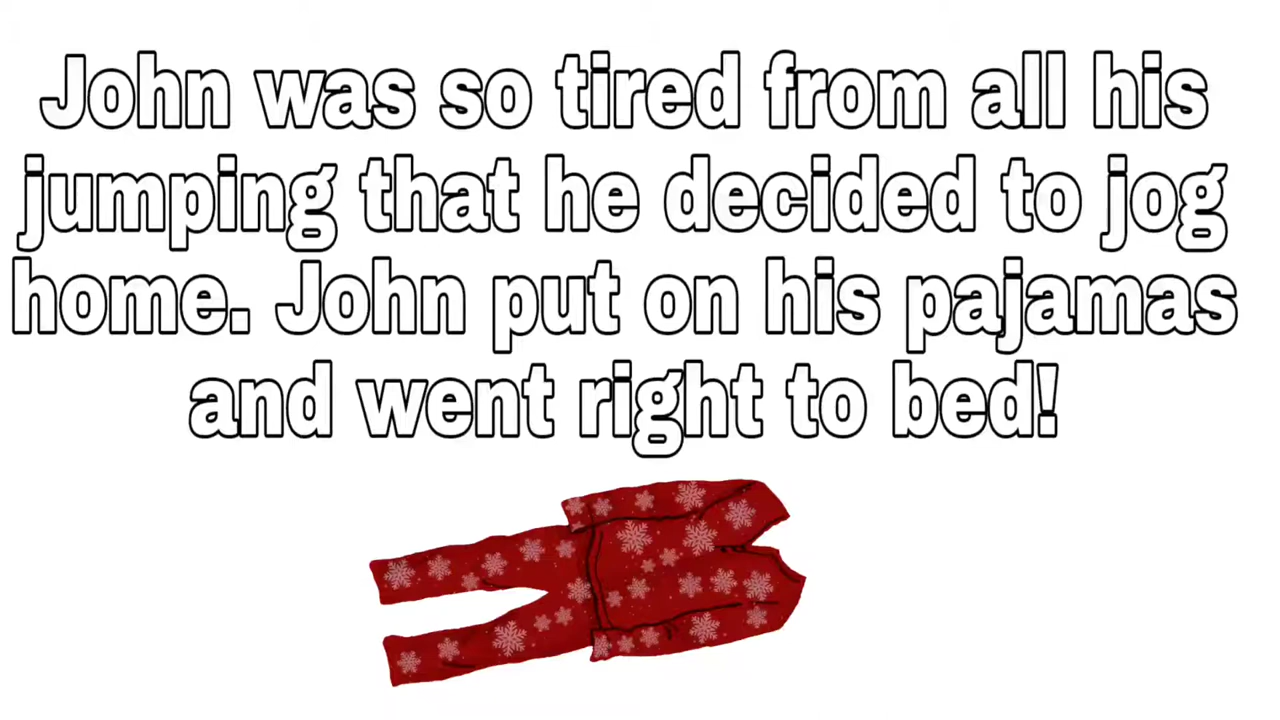 John was so tired from all his
jumping that he decided to jog
home. John put on his pajamas
and went right to bed!